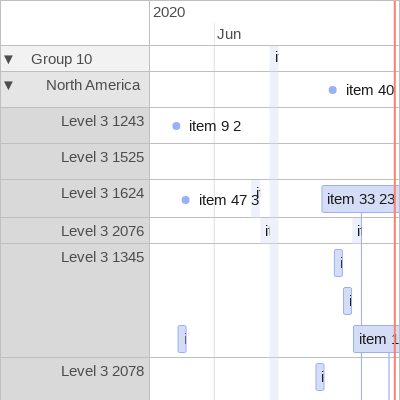 2020
Jun
▼ Group 10
▼ North America
item 40
Level 3 1243
item 9 2
Level 3 1525
Level 3 1624
item 47 3
item 33 23
Level 3 2076
Level 3 1345
item 1
Level 3 2078